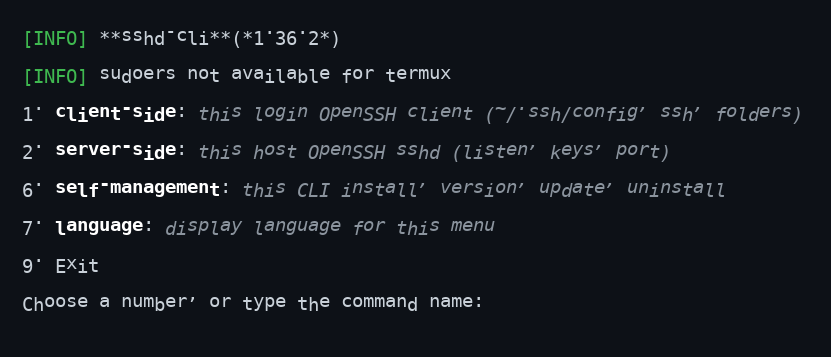 [INFO] **sshd-cli**(*1.36.2*)
[INFO] sudoers not available for termux
1. client-side: this login OpenSSH client (~/.ssh/config, ssh, folders)
2. server-side: this host OpenSSH sshd (listen, keys, port)
6. self-management: this CLI install, version, update, uninstall
7. language: display language for this menu
9. Exit
Choose a number, or type the command name: